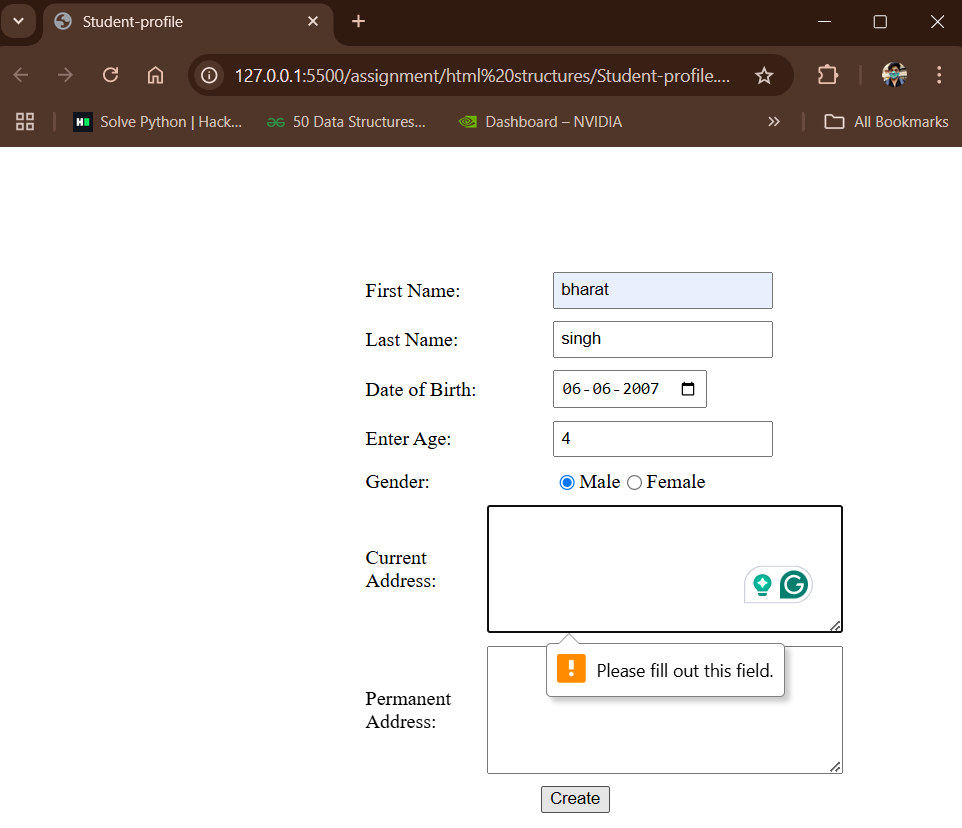 Student-profile
127.0.0.1:5500/assignment/html%20structures/Student-profile....
Solve Python | Hack... 50 Data Structures... Dashboard – NVIDIA All Bookmarks
First Name: bharat
Last Name: singh
Date of Birth: 06-06-2007
Enter Age: 4
Gender: Male Female
Current
Address:
Please fill out this field.
Permanent
Address:
Create